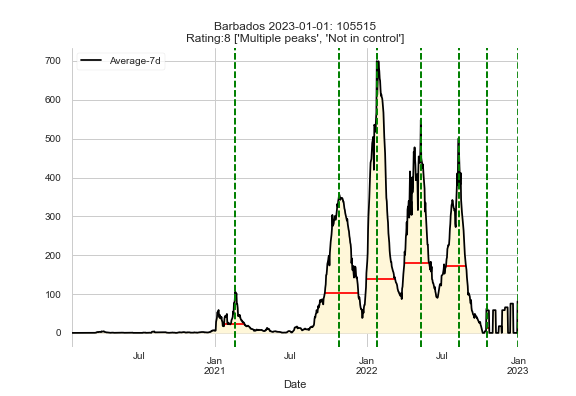 Barbados 2023-01-01: 105515
Rating:8 ['Multiple peaks', 'Not in control']
Average-7d
700
600
500
400
300
200
100
0
Jul
Jan
2021
Jul
Jan
2022
Jul
Jan
2023
Date